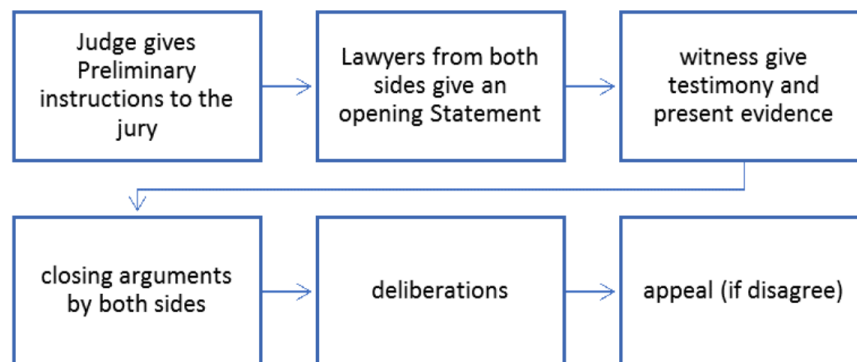 Judge gives
Preliminary
instructions to the
jury
Lawyers from both
sides give an
opening Statement
witness give
testimony and
present evidence
closing arguments
by both sides
deliberations
appeal (if disagree)